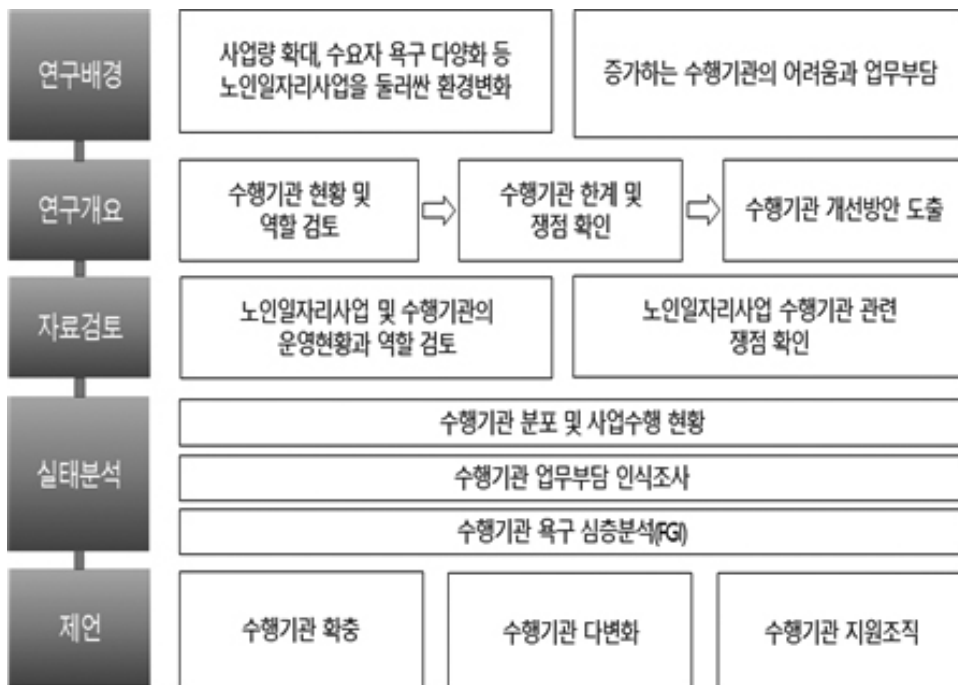 연구배경
사업량 확대, 수요자 욕구 다양화 등
노인일자리사업을 둘러싼 환경변화
증가하는 수행기관의 어려움과 업무부담
연구개요
수행기관 현황 및
역할 검토
수행기관 한계 및
쟁점 확인
수행기관 개선방안 도출
자료검토
노인일자리사업 및 수행기관의
운영현황과 역할 검토
노인일자리사업 수행기관 관련
쟁점 확인
실태분석
수행기관 분포 및 사업수행 현황
수행기관 업무부담 인식조사
수행기관 욕구 심층분석(FGI)
제언
수행기관 확충
수행기관 다변화
수행기관 지원조직